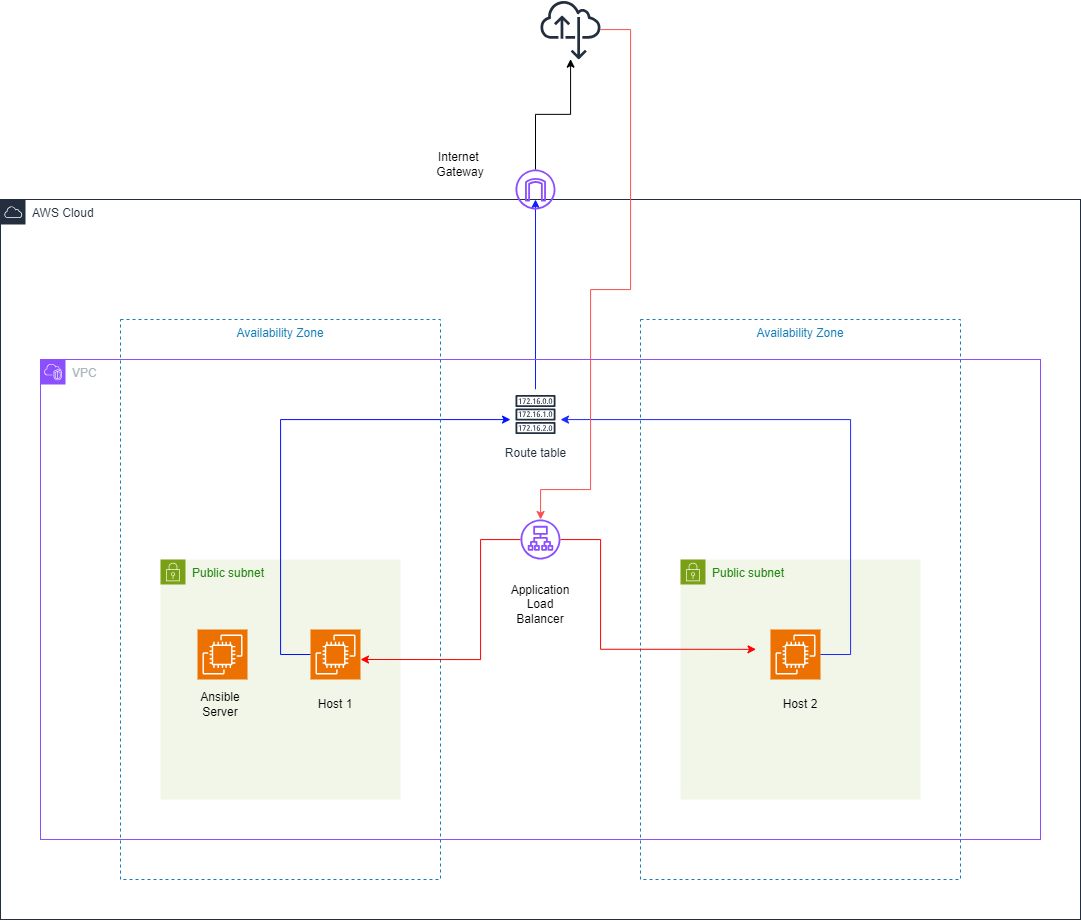 Internet
Gateway
AWS Cloud
Availability Zone
Availability Zone
VPC
172.16.0.0
172.16.1.0
172.16.2.0
Route table
Public subnet
Public subnet
Application
Load
Balancer
Ansible
Server
Host 1
Host 2